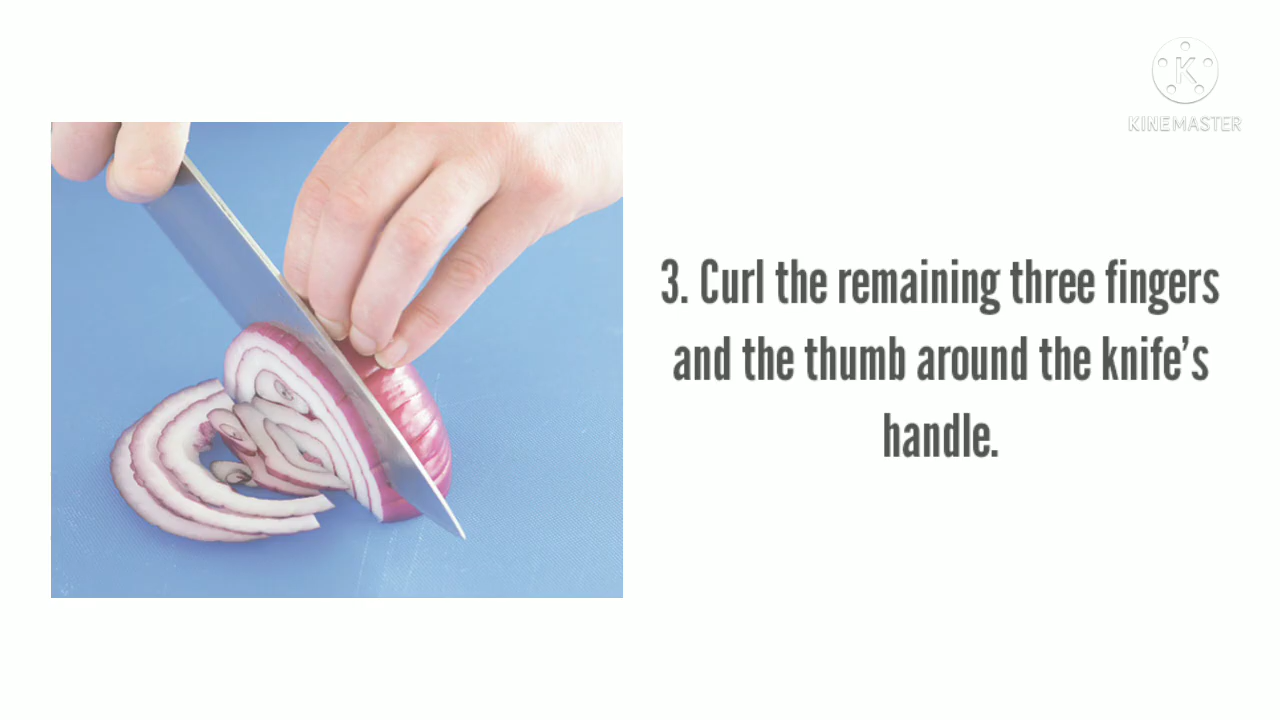 K
KINEMASTER
3. Curl the remaining three fingers
and the thumb around the knife’s
handle.